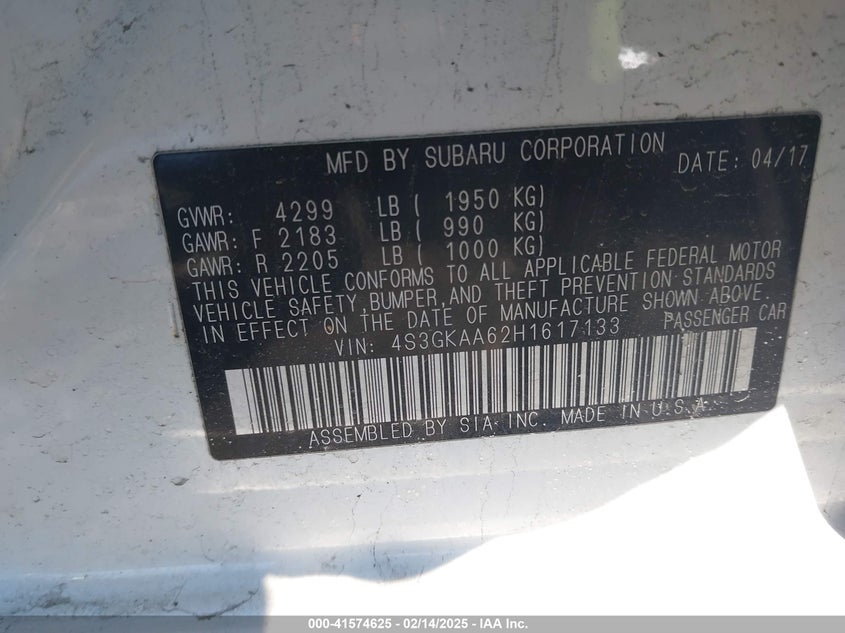 MFD BY SUBARU CORPORATION DATE: 04/17
GVWR: 4299 LB ( 1950 KG)
GAWR: F 2183 LB ( 990 KG)
GAWR: R 2205 LB ( 1000 KG)
THIS VEHICLE CONFORMS TO ALL APPLICABLE FEDERAL MOTOR
VEHICLE SAFETY,BUMPER,AND THEFT PREVENTION STANDARDS
IN EFFECT ON THE DATE OF MANUFACTURE SHOWN ABOVE.
VIN: 4S3GKAA62H1617133 PASSENGER CAR
ASSEMBLED BY SIA INC. MADE IN U.S.A.
000-41574625 - 02/14/2025 - IAA Inc.